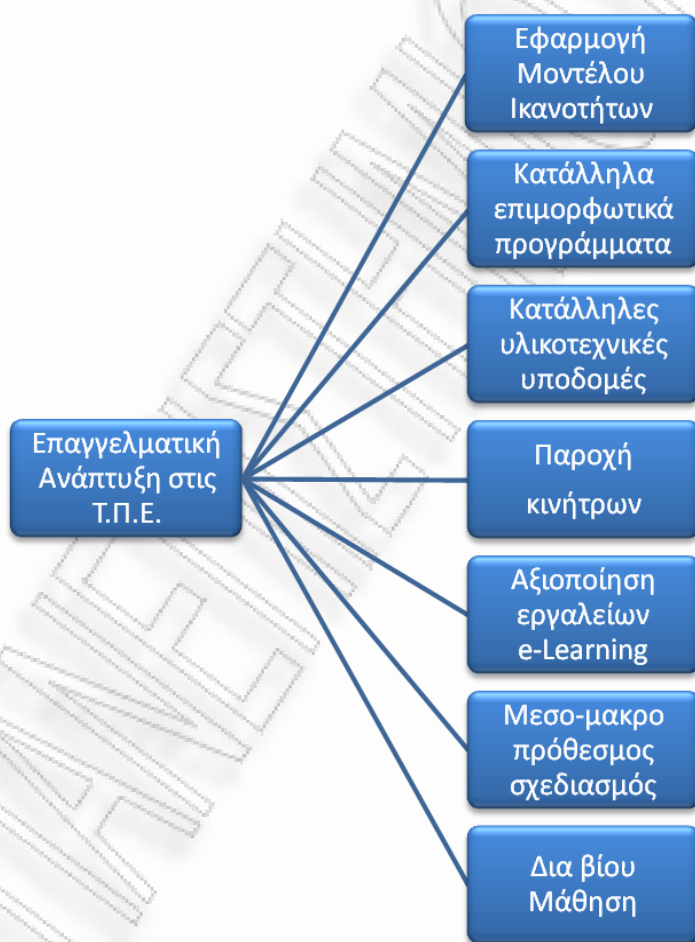 Εφαρμογή
Μοντέλου
Ικανοτήτων
Κατάλληλα
επιμορφωτικά
προγράμματα
Κατάλληλες
υλικοτεχνικές
υποδομές
Επαγγελματική
Ανάπτυξη στις
Τ.Π.Ε.
Παροχή
κινήτρων
Αξιοποίηση
εργαλείων
e-Learning
Μεσο-μακρο
πρόθεσμος
σχεδιασμός
Δια βίου
Μάθηση